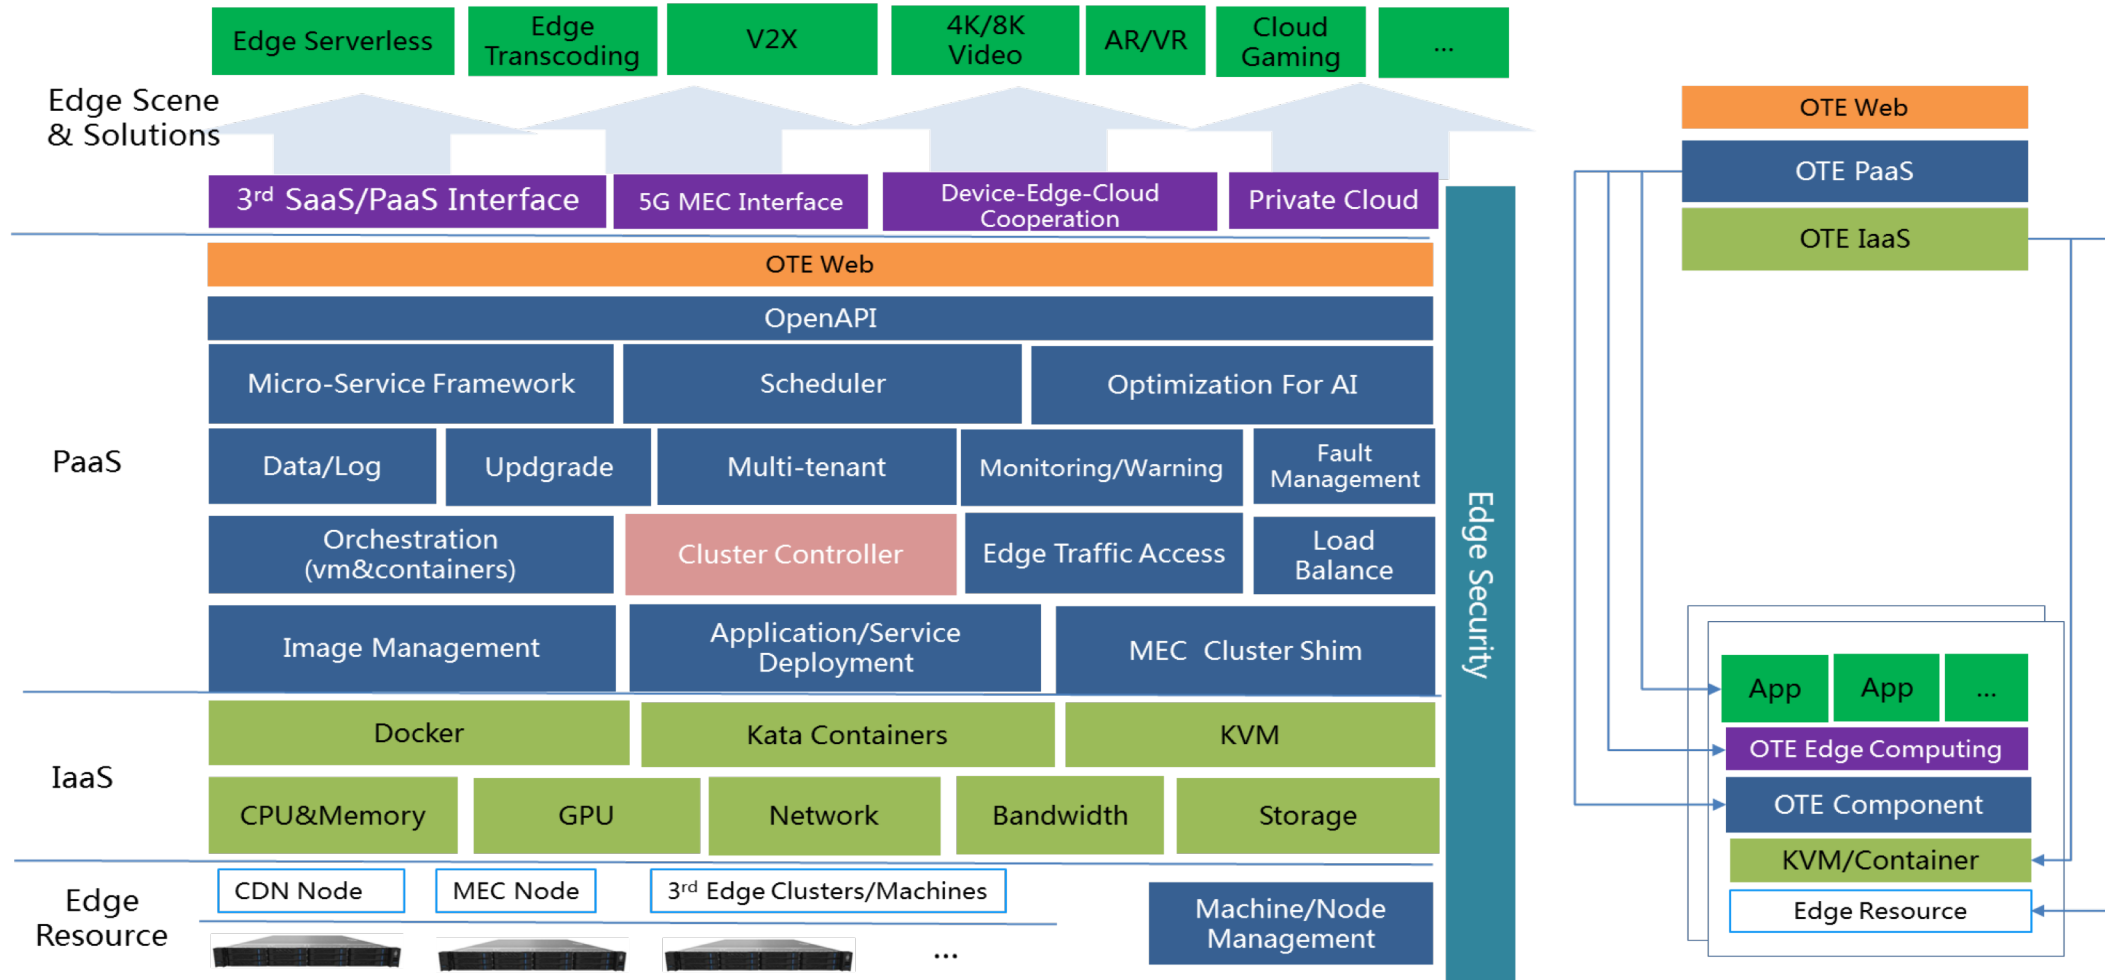 Edge Serverless
Edge
Transcoding
V2X
4K/8K
Video
AR/VR
Cloud
Gaming
...
Edge Scene
& Solutions
3rd SaaS/PaaS Interface
5G MEC Interface
Device-Edge-Cloud
Cooperation
Private Cloud
OTE Web
OpenAPI
Micro-Service Framework
Scheduler
Optimization For AI
PaaS
Data/Log
Updgrade
Multi-tenant
Monitoring/Warning
Fault
Management
Orchestration
(vm&containers)
Cluster Controller
Edge Traffic Access
Load
Balance
Image Management
Application/Service
Deployment
MEC Cluster Shim
IaaS
Docker
Kata Containers
KVM
CPU&Memory
GPU
Network
Bandwidth
Storage
Edge
Resource
CDN Node
MEC Node
3rd Edge Clusters/Machines
...
Machine/Node
Management
Edge Security
OTE Web
OTE PaaS
OTE IaaS
App
App
...
OTE Edge Computing
OTE Component
KVM/Container
Edge Resource